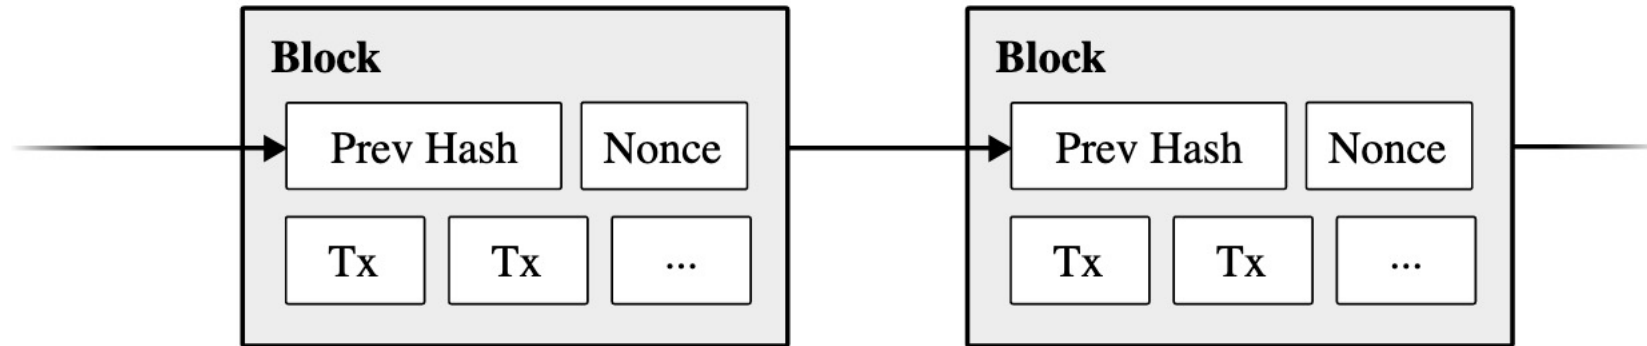 Block
Prev Hash Nonce
Tx Tx ...
Block
Prev Hash Nonce
Tx Tx ...